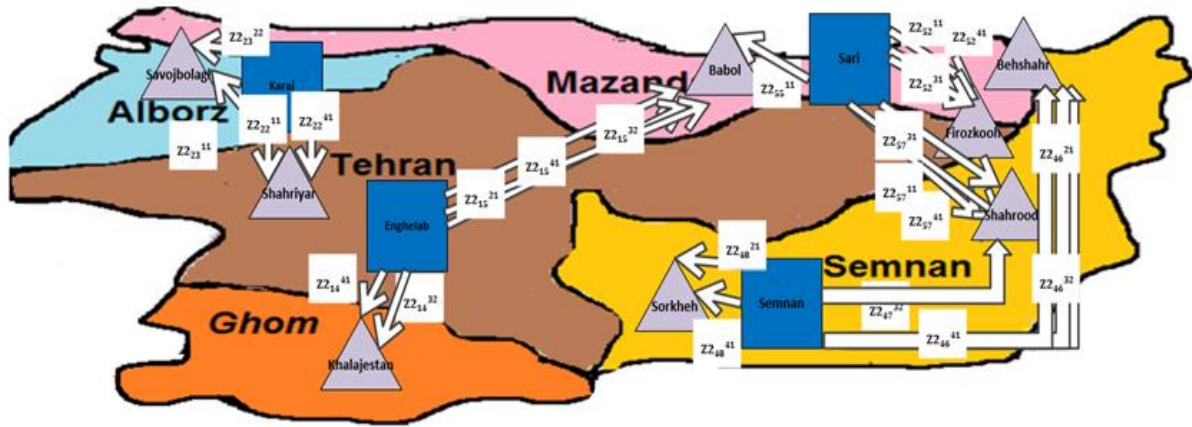 Z2₂₃²²
Z2₅₂¹¹
Z2₅₂⁴¹
Savojbolagh
Karaj
Babol
Sari
Behshahr
Mazand
Z2₅₅¹¹
Z2₅₂³¹
Alborz
Z2₂₂¹¹
Z2₂₂⁴¹
Z2₁₅³²
Firozkooh
Z2₂₃¹¹
Z2₅₇³¹
Z2₄₆²¹
Tehran
Z2₁₅⁴¹
Shahriyar
Z2₁₅²¹
Z2₅₇¹¹
Z2₅₇⁴¹
Shahrood
Enghelab
Z2₄₈²¹
Semnan
Z2₄₆³²
Z2₁₄⁴¹
Z2₁₄³²
Sorkheh
Semnan
Z2₄₇³²
Ghom
Z2₄₈⁴¹
Z2₄₆⁴¹
Khalajestan